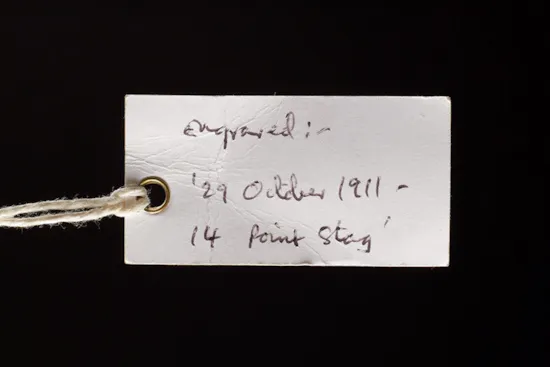 engraved :-
'29 October 1911 -
14 Point Stag'